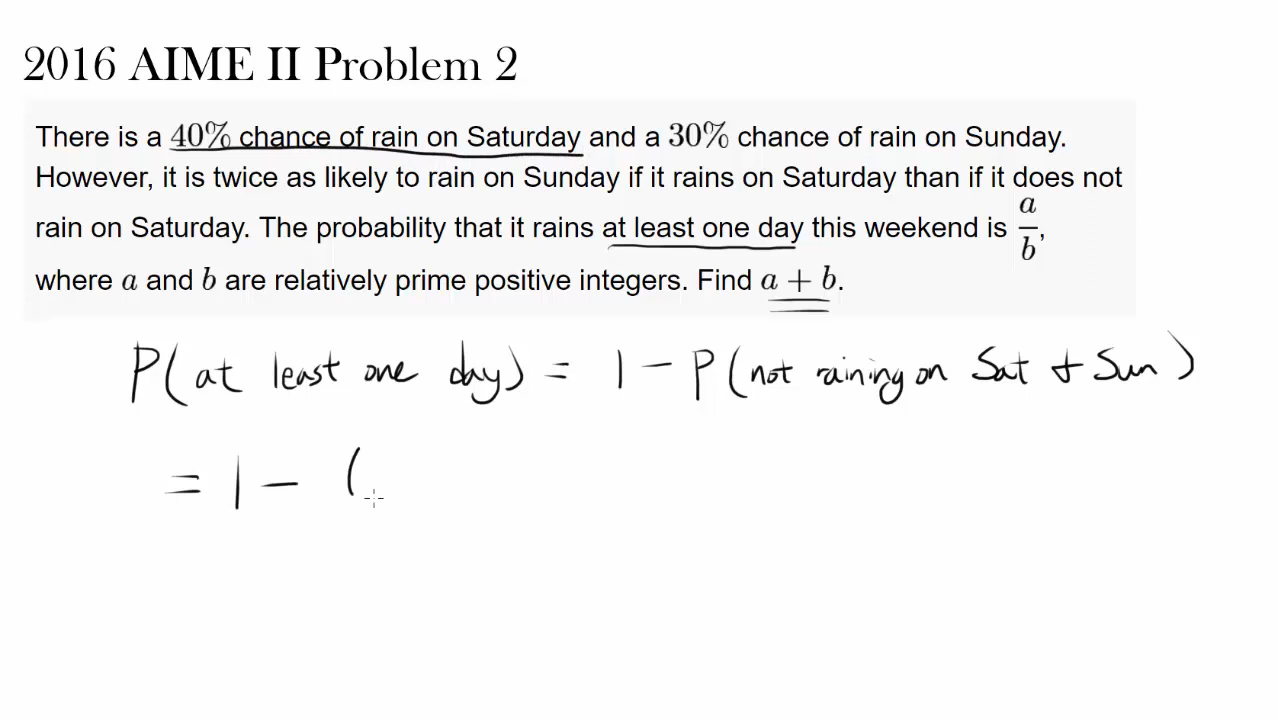 2016 AIME II Problem 2
There is a 40% chance of rain on Saturday and a 30% chance of rain on Sunday.
However, it is twice as likely to rain on Sunday if it rains on Saturday than if it does not
rain on Saturday. The probability that it rains at least one day this weekend is a/b,
where a and b are relatively prime positive integers. Find a + b.
P(at least one day) = 1 - P(not raining on Sat & Sun)
= 1 - (